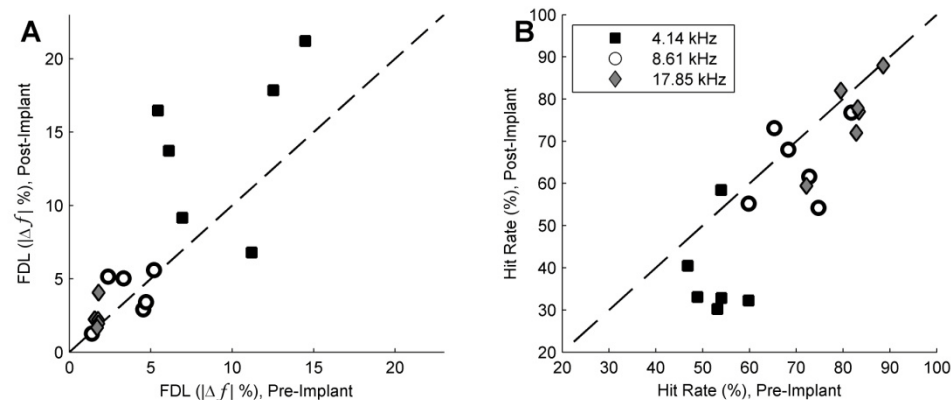 A
FDL (|Δf| %), Post-Implant
20
15
10
5
0
0 5 10 15 20
FDL (|Δf| %), Pre-Implant
B
4.14 kHz
8.61 kHz
17.85 kHz
Hit Rate (%), Post-Implant
100
90
80
70
60
50
40
30
20
20 30 40 50 60 70 80 90 100
Hit Rate (%), Pre-Implant